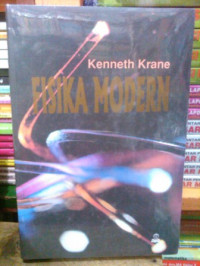 Kenneth Krane
FISIKA MODERN